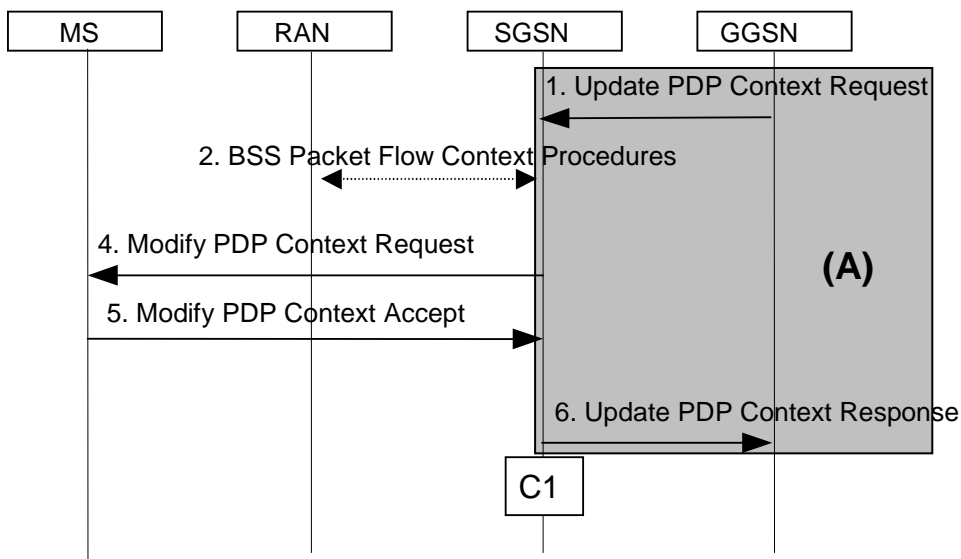 MS
RAN
SGSN
GGSN
1. Update PDP Context Request
2. BSS Packet Flow Context Procedures
4. Modify PDP Context Request
(A)
5. Modify PDP Context Accept
6. Update PDP Context Response
C1